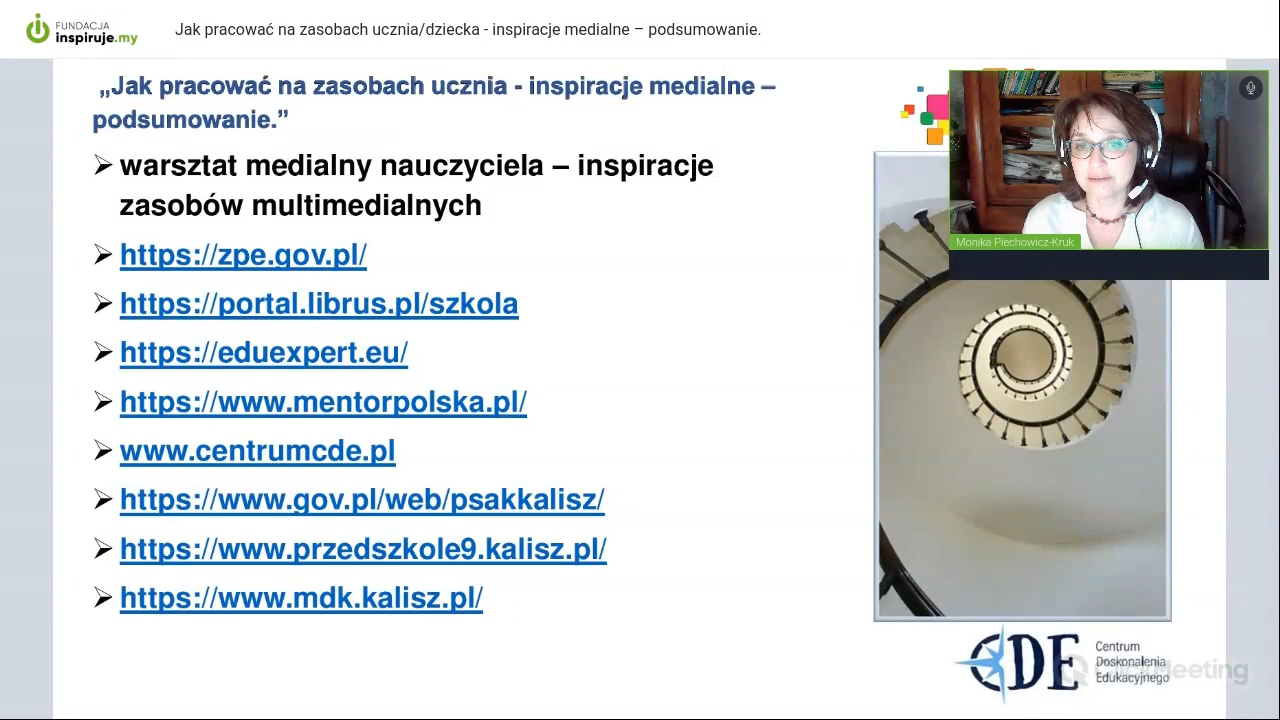 FUNDACJA
inspiruje.my
Jak pracować na zasobach ucznia/dziecka - inspiracje medialne – podsumowanie.
„Jak pracować na zasobach ucznia - inspiracje medialne –
podsumowanie.”
warsztat medialny nauczyciela – inspiracje
zasobów multimedialnych
https://zpe.gov.pl/
https://portal.librus.pl/szkola
https://eduexpert.eu/
https://www.mentorpolska.pl/
www.centrumcde.pl
https://www.gov.pl/web/psakkalisz/
https://www.przedszkole9.kalisz.pl/
https://www.mdk.kalisz.pl/
Monika Piechowicz-Kruk
CDE
Centrum
Doskonalenia
Edukacyjnego
ClickMeeting